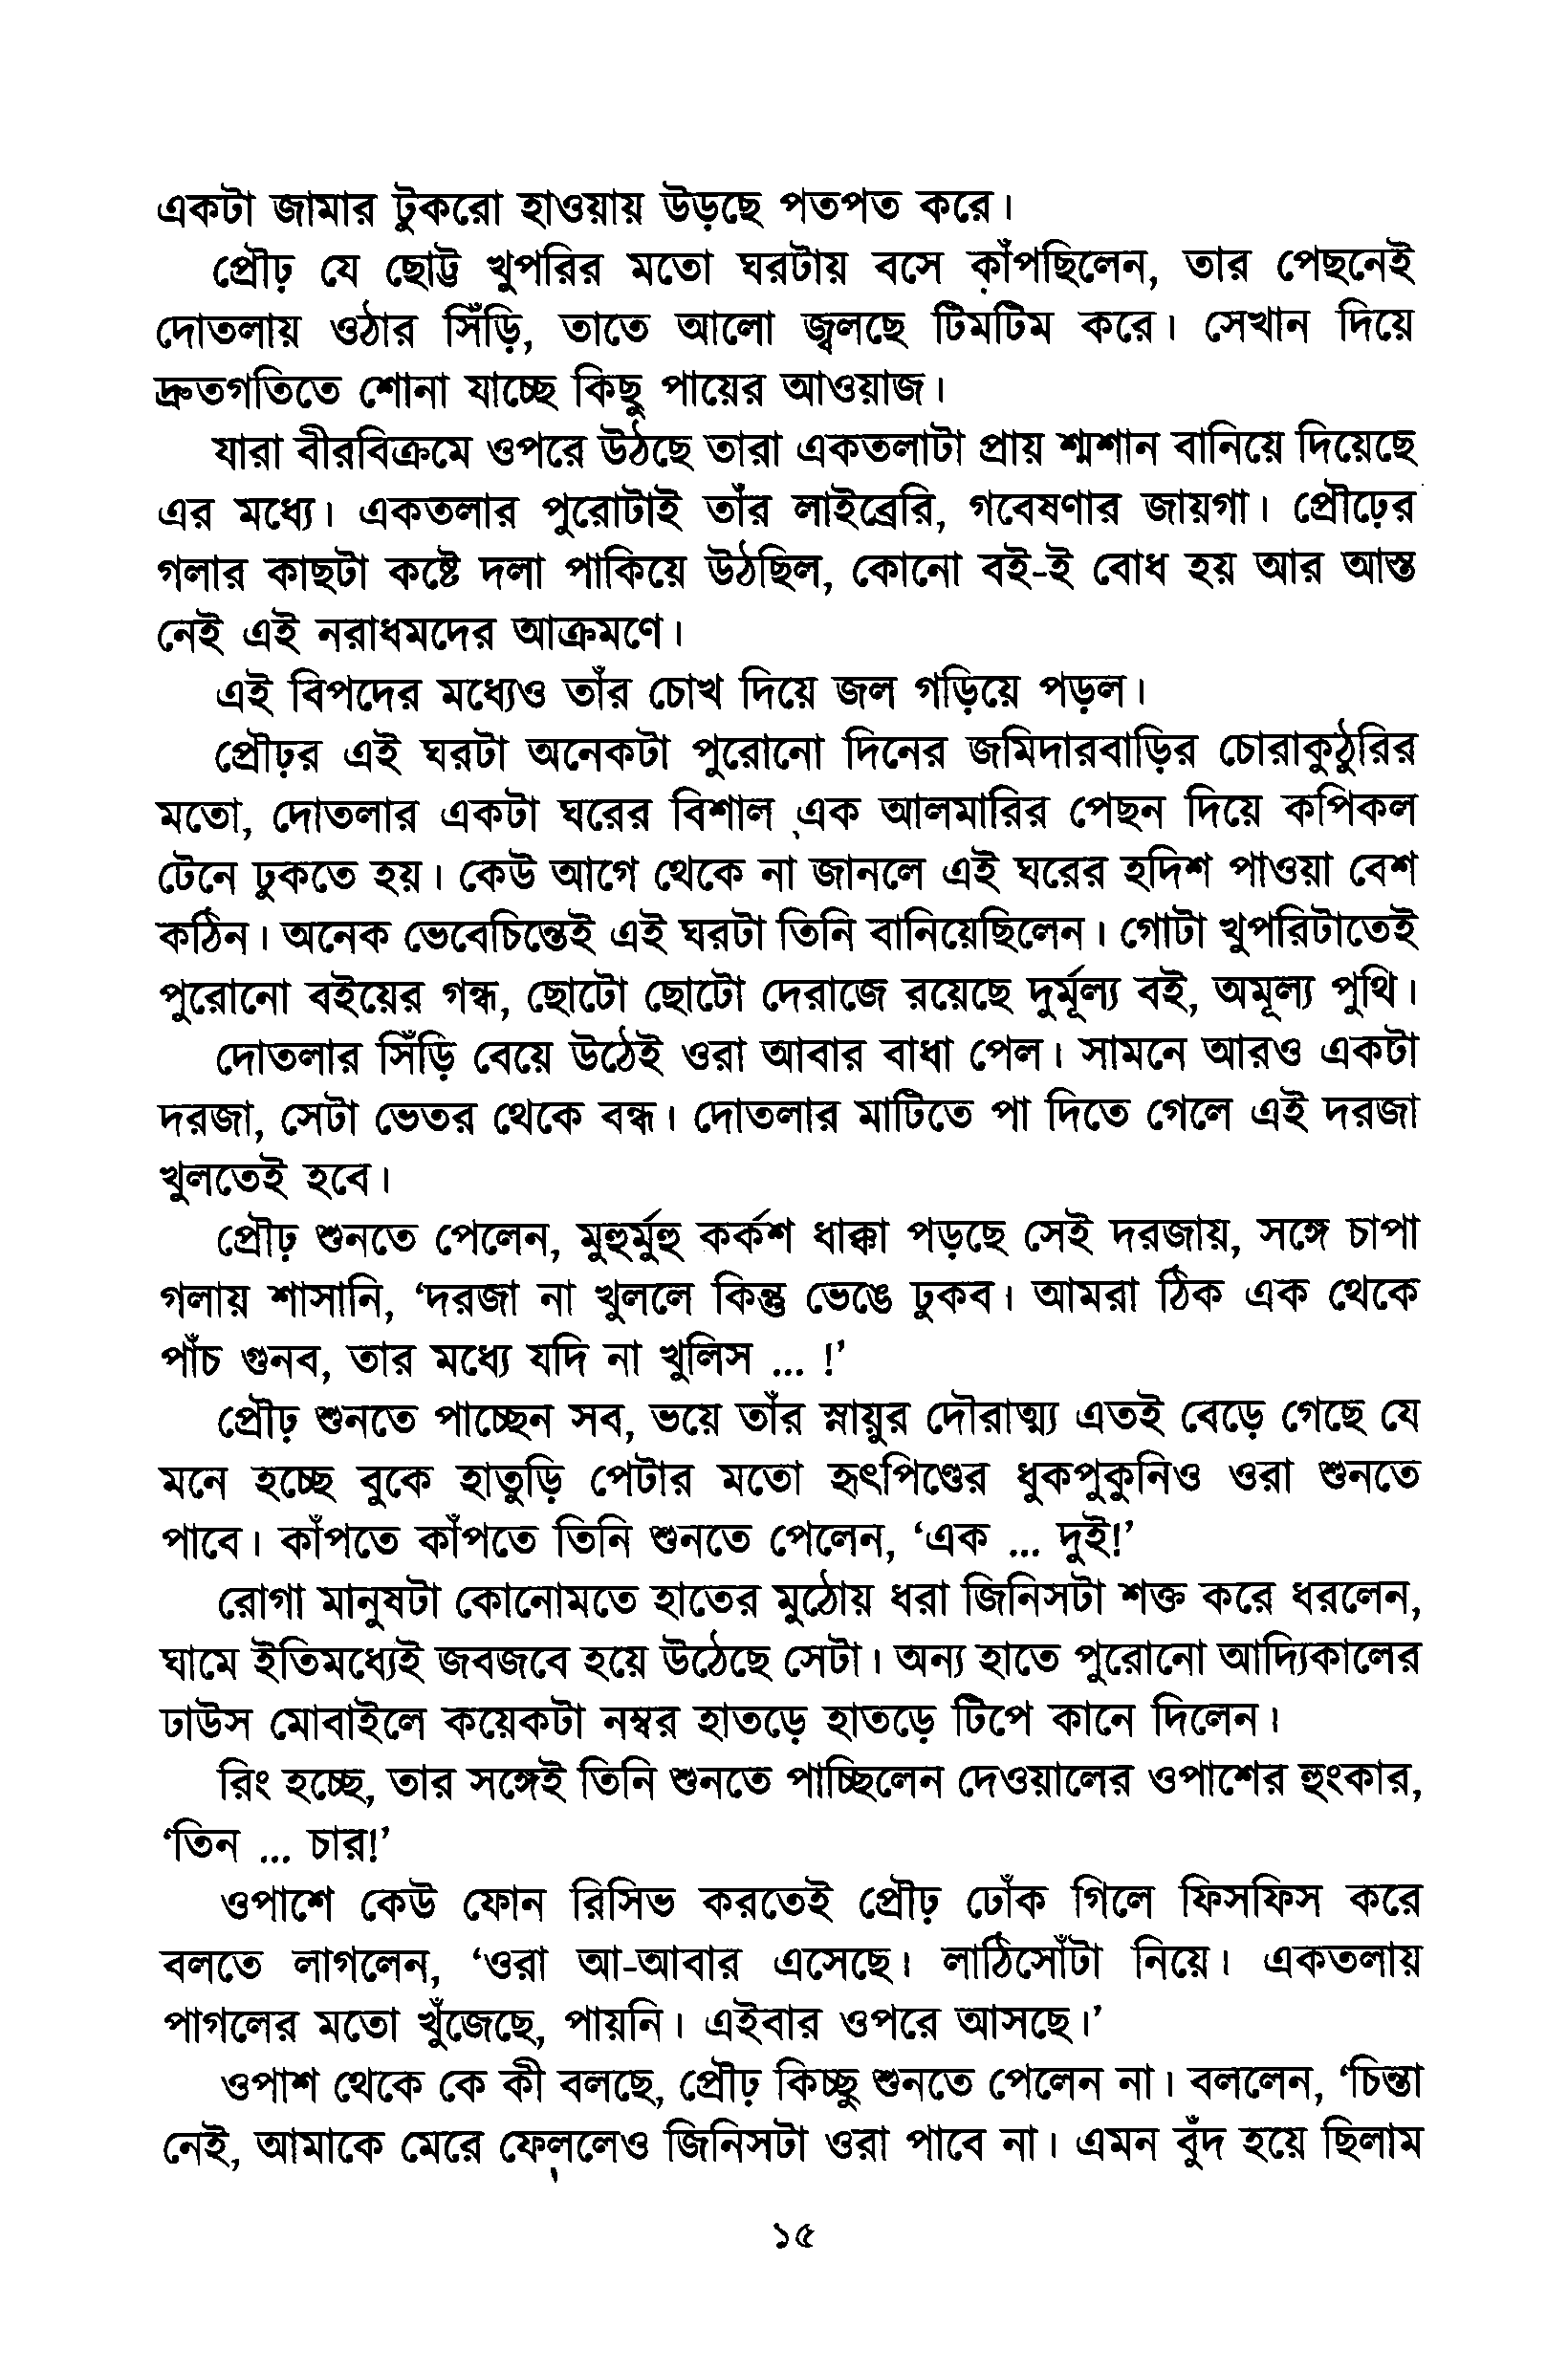 একটা জামার টুকরো হাওয়ায় উড়ছে পতপত করে।
প্রৌঢ় যে ছোট্ট খুপরির মতো ঘরটায় বসে কাঁপছিলেন, তার পেছনেই
দোতলায় ওঠার সিঁড়ি, তাতে আলো জ্বলছে টিমটিম করে। সেখান দিয়ে
দ্রুতগতিতে শোনা যাচ্ছে কিছু পায়ের আওয়াজ।
যারা বীরবিক্রমে ওপরে উঠছে তারা একতলাটা প্রায় শ্মশান বানিয়ে দিয়েছে
এর মধ্যে। একতলার পুরোটাই তাঁর লাইব্রেরি, গবেষণার জায়গা। প্রৌঢ়ের
গলার কাছটা কষ্টে দলা পাকিয়ে উঠছিল, কোনো বই-ই বোধ হয় আর আস্ত
নেই এই নরাধমদের আক্রমণে।
এই বিপদের মধ্যেও তাঁর চোখ দিয়ে জল গড়িয়ে পড়ল।
প্রৌঢ়র এই ঘরটা অনেকটা পুরোনো দিনের জমিদারবাড়ির চোরাকুঠুরির
মতো, দোতলার একটা ঘরের বিশাল এক আলমারির পেছন দিয়ে কপিকল
টেনে ঢুকতে হয়। কেউ আগে থেকে না জানলে এই ঘরের হদিশ পাওয়া বেশ
কঠিন। অনেক ভেবেচিন্তেই এই ঘরটা তিনি বানিয়েছিলেন। গোটা খুপরিটাতেই
পুরোনো বইয়ের গন্ধ, ছোটো ছোটো দেরাজে রয়েছে দুর্মূল্য বই, অমূল্য পুথি।
দোতলার সিঁড়ি বেয়ে উঠেই ওরা আবার বাধা পেল। সামনে আরও একটা
দরজা, সেটা ভেতর থেকে বন্ধ। দোতলার মাটিতে পা দিতে গেলে এই দরজা
খুলতেই হবে।
প্রৌঢ় শুনতে পেলেন, মুহুর্মুহু কর্কশ ধাক্কা পড়ছে সেই দরজায়, সঙ্গে চাপা
গলায় শাসানি, ‘দরজা না খুললে কিন্তু ভেঙে ঢুকব। আমরা ঠিক এক থেকে
পাঁচ গুনব, তার মধ্যে যদি না খুলিস ... !’
প্রৌঢ় শুনতে পাচ্ছেন সব, ভয়ে তাঁর স্নায়ুর দৌরাত্ম্য এতই বেড়ে গেছে যে
মনে হচ্ছে বুকে হাতুড়ি পেটার মতো হৃৎপিণ্ডের ধুকপুকুনিও ওরা শুনতে
পাবে। কাঁপতে কাঁপতে তিনি শুনতে পেলেন, ‘এক ... দুই!’
রোগা মানুষটা কোনোমতে হাতের মুঠোয় ধরা জিনিসটা শক্ত করে ধরলেন,
ঘামে ইতিমধ্যেই জবজবে হয়ে উঠেছে সেটা। অন্য হাতে পুরোনো আদ্যিকালের
ঢাউস মোবাইলে কয়েকটা নম্বর হাতড়ে হাতড়ে টিপে কানে দিলেন।
রিং হচ্ছে, তার সঙ্গেই তিনি শুনতে পাচ্ছিলেন দেওয়ালের ওপাশের হুংকার,
‘তিন ... চার!’
ওপাশে কেউ ফোন রিসিভ করতেই প্রৌঢ় ঢোঁক গিলে ফিসফিস করে
বলতে লাগলেন, ‘ওরা আ-আবার এসেছে। লাঠিসোঁটা নিয়ে। একতলায়
পাগলের মতো খুঁজেছে, পায়নি। এইবার ওপরে আসছে।’
ওপাশ থেকে কে কী বলছে, প্রৌঢ় কিচ্ছু শুনতে পেলেন না। বললেন, ‘চিন্তা
নেই, আমাকে মেরে ফেললেও জিনিসটা ওরা পাবে না। এমন বুঁদ হয়ে ছিলাম
১৫